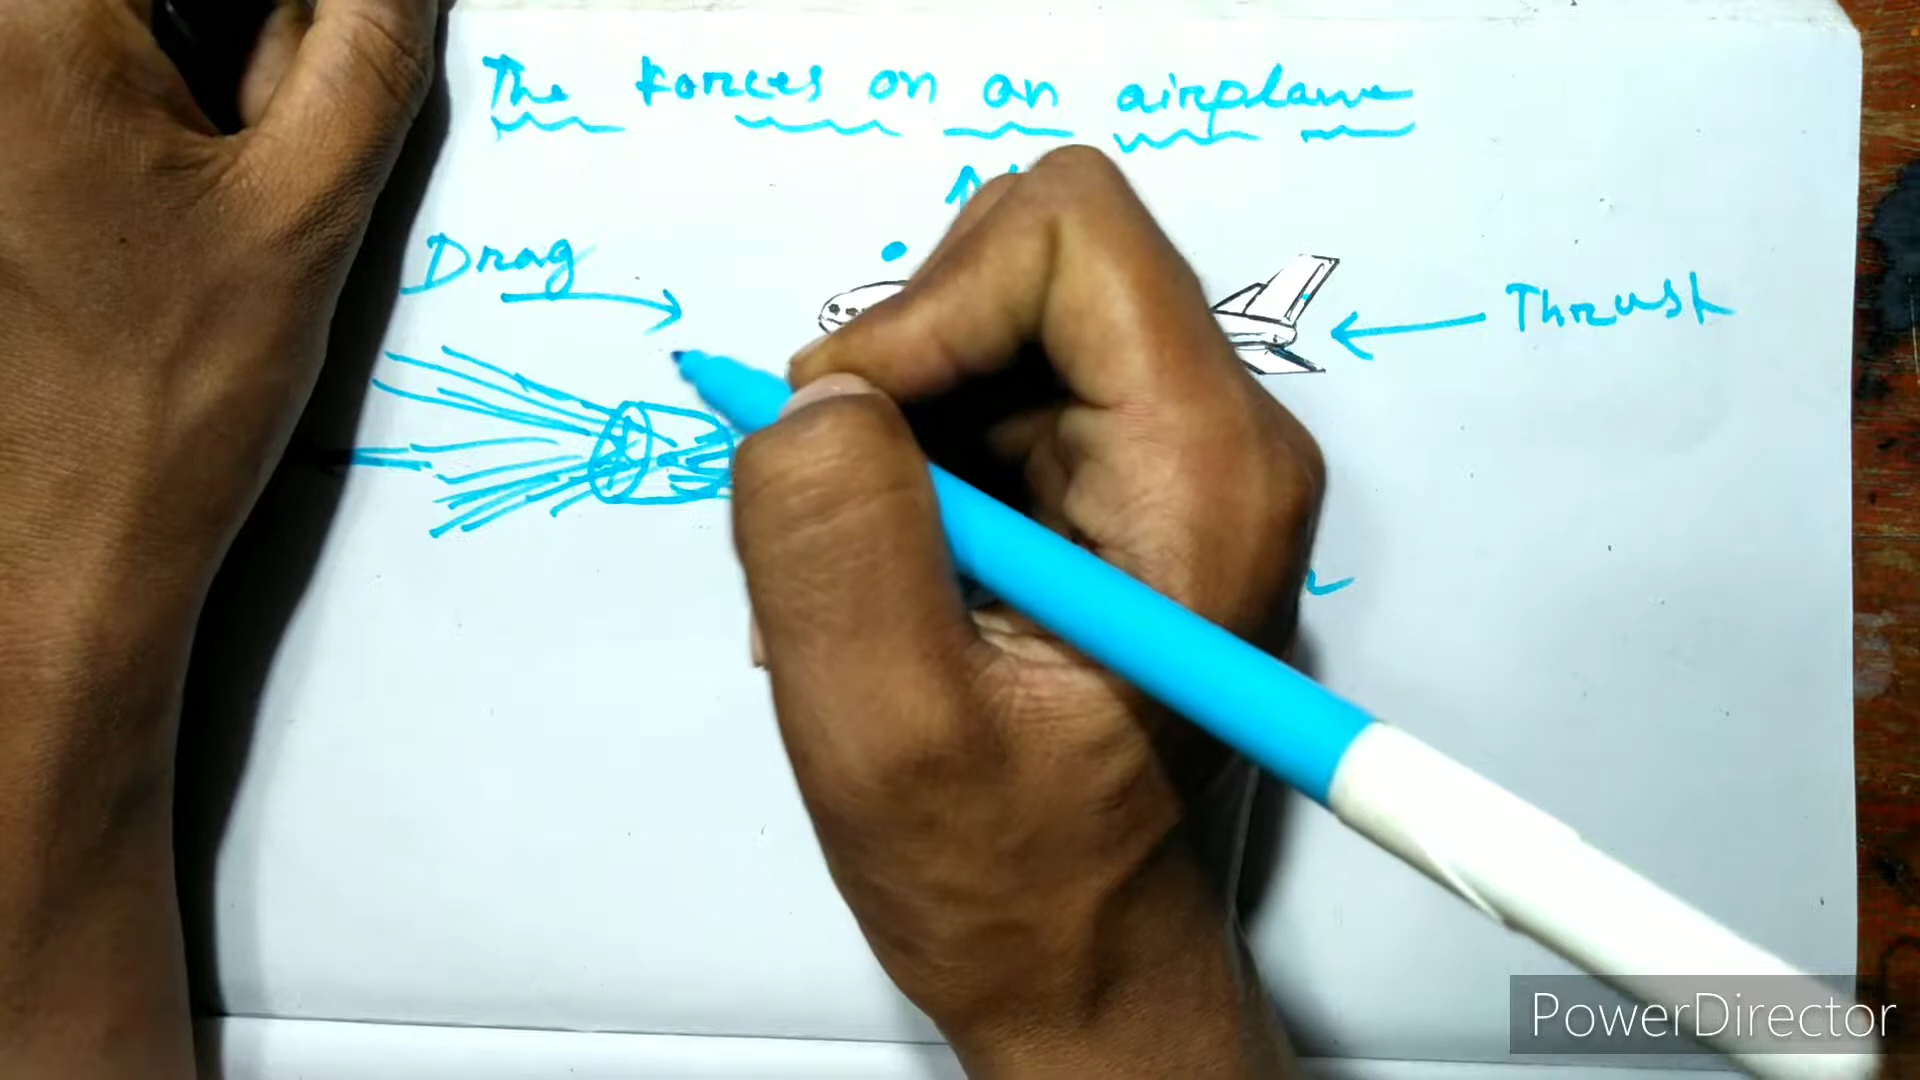 The forces on an airplane
Drag
Thrust
PowerDirector